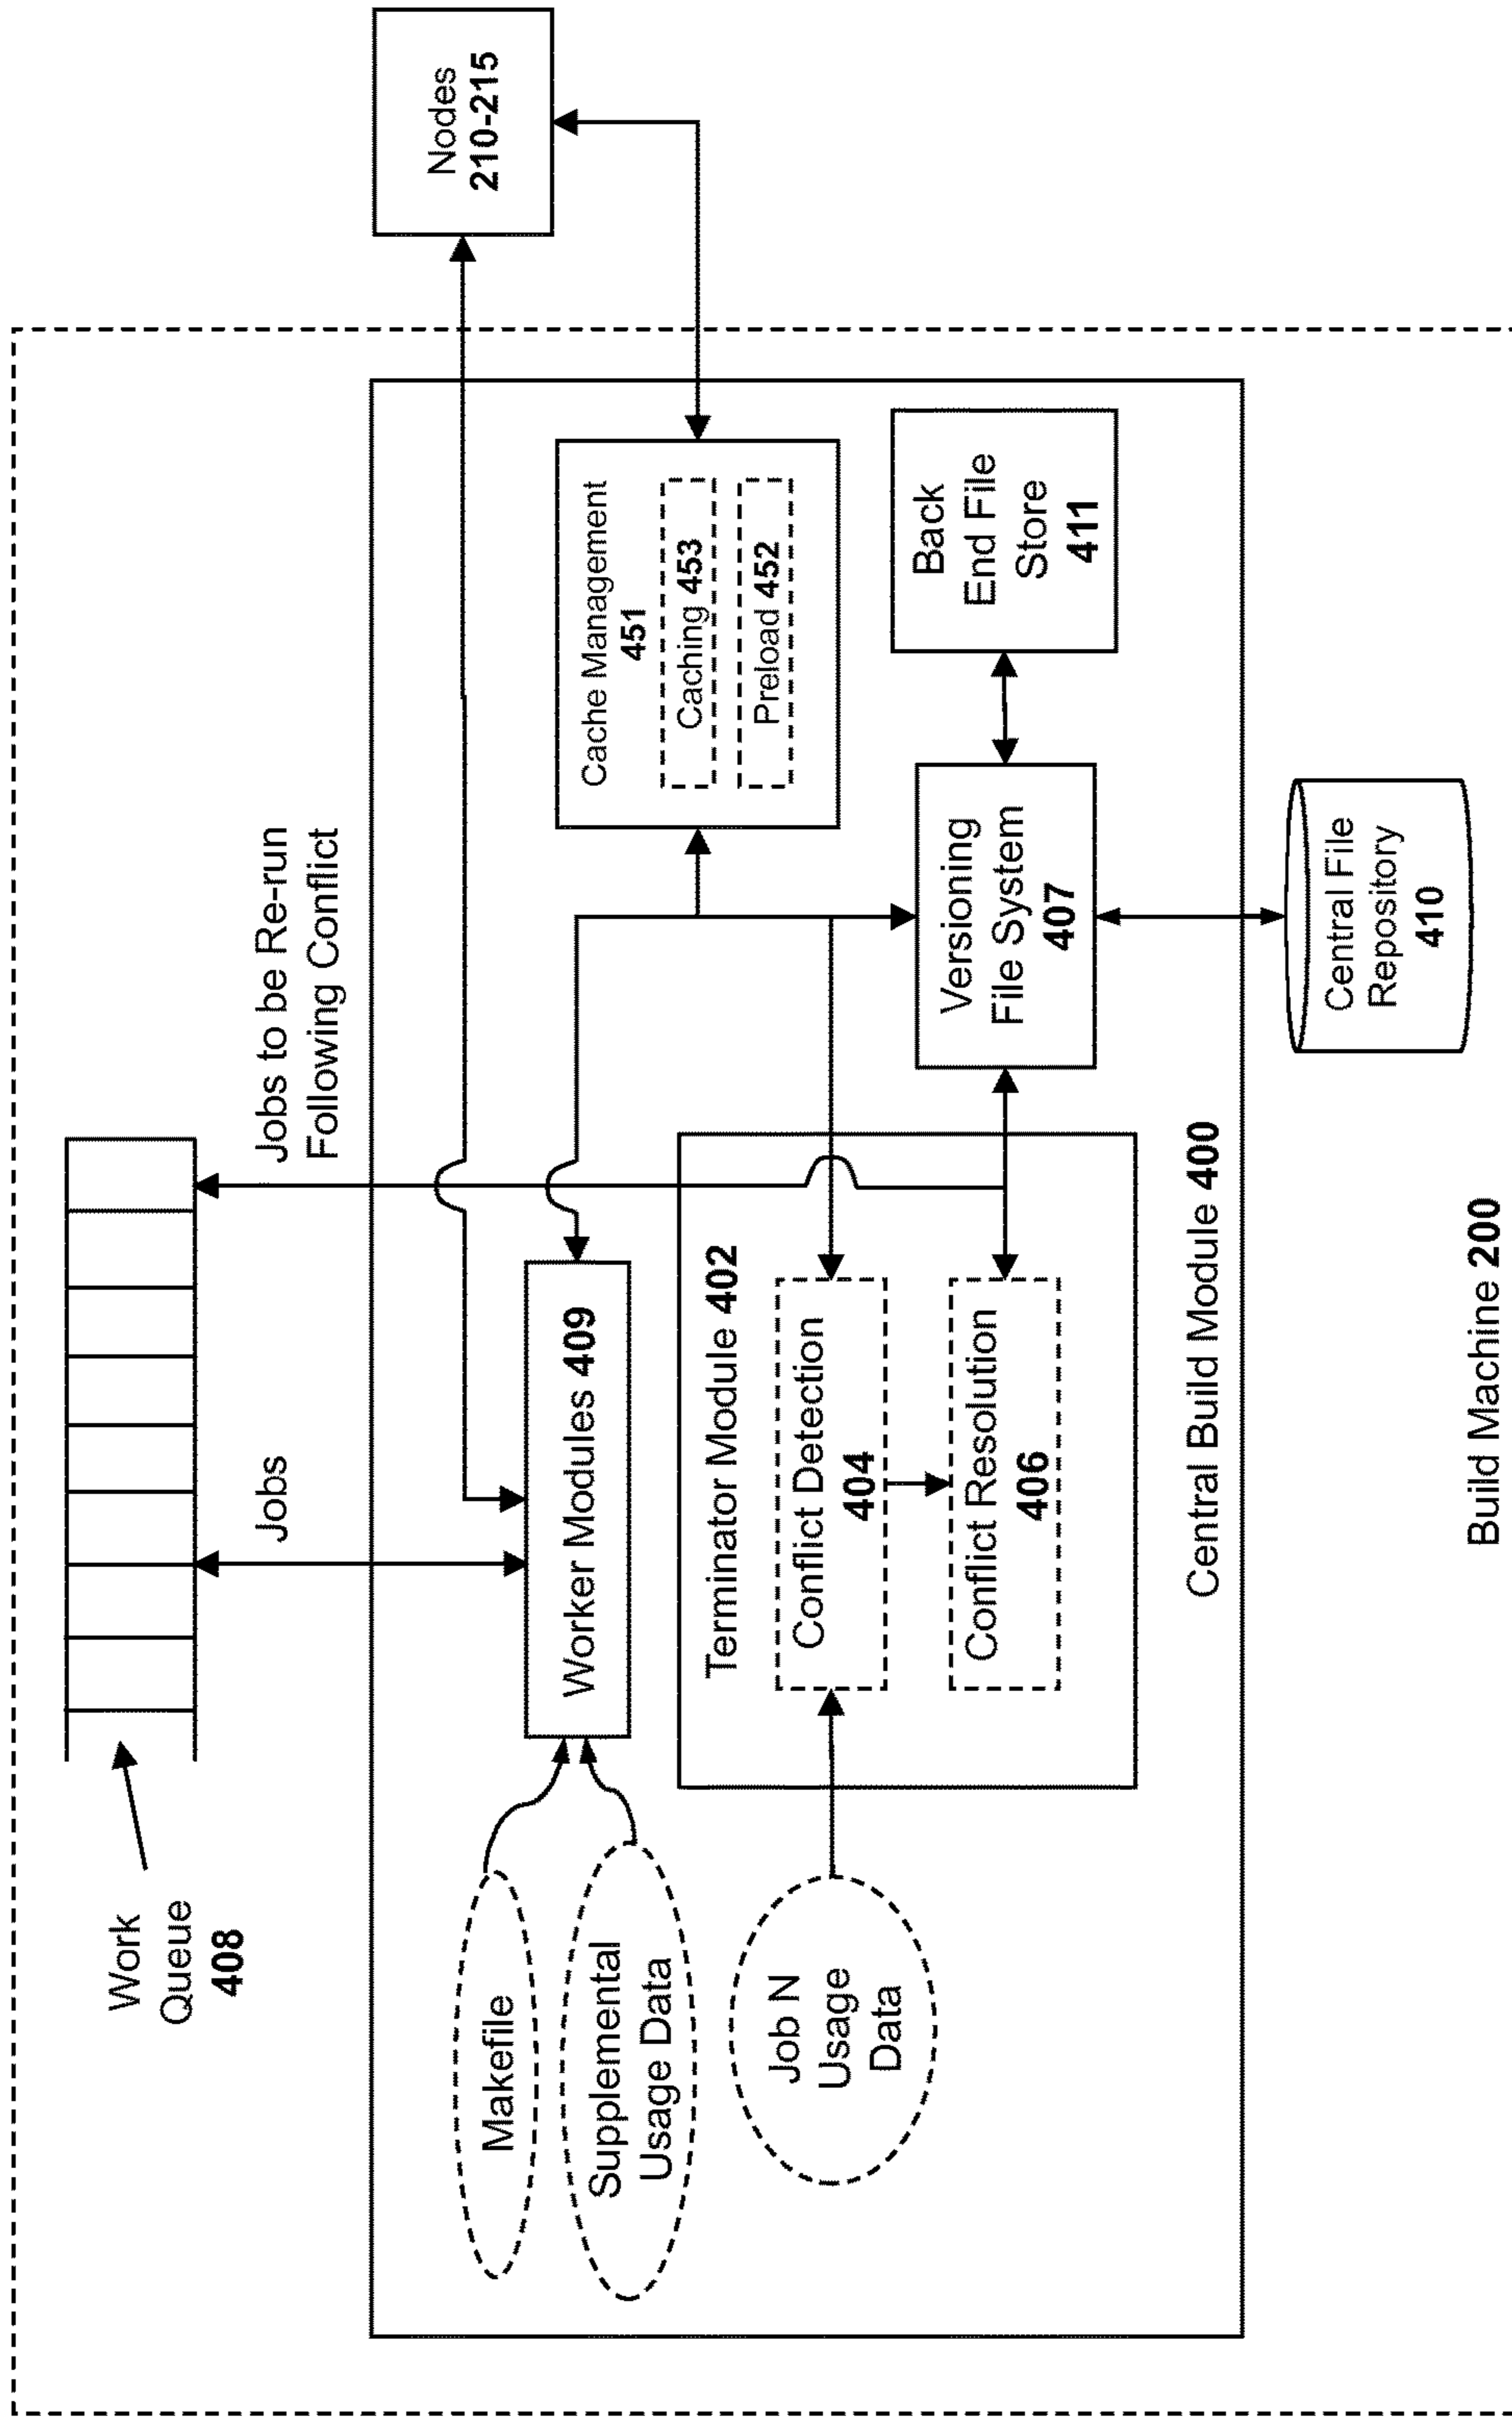 Work
Queue
408
Jobs
Jobs to be Re-run
Following Conflict
Nodes
210-215
Makefile
Supplemental
Usage Data
Job N
Usage
Data
Worker Modules 409
Terminator Module 402
Conflict Detection
404
Conflict Resolution
406
Cache Management
451
Caching 453
Preload 452
Versioning
File System
407
Back
End File
Store
411
Central Build Module 400
Central File
Repository
410
Build Machine 200